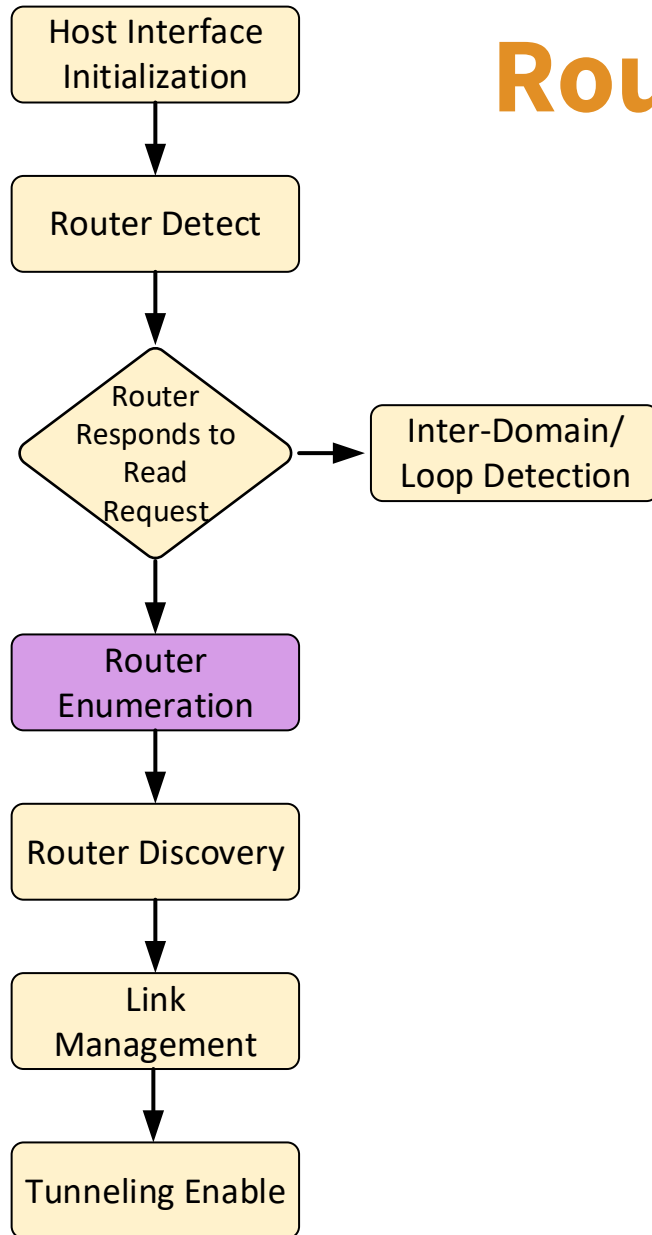 Host Interface
Initialization
Rou
Router Detect
Router
Responds to
Read
Request
Inter-Domain/
Loop Detection
Router
Enumeration
Router Discovery
Link
Management
Tunneling Enable